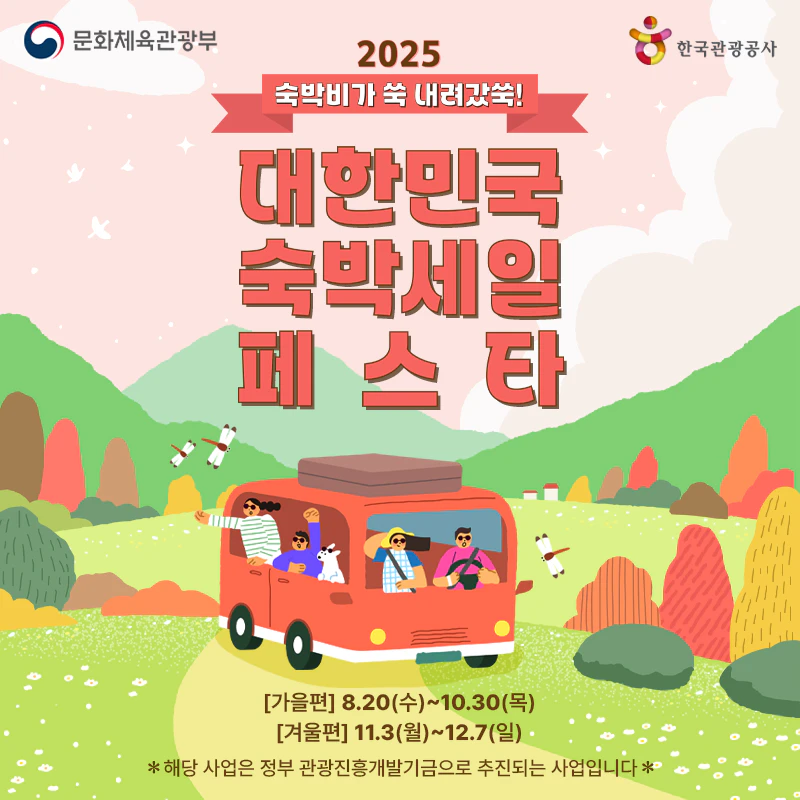 문화체육관광부
한국관광공사
2025
숙박비가 쑥 내려갔쑥!
대한민국
숙박세일
페스타
[가을편] 8.20(수)~10.30(목)
[겨울편] 11.3(월)~12.7(일)
*해당 사업은 정부 관광진흥개발기금으로 추진되는 사업입니다*